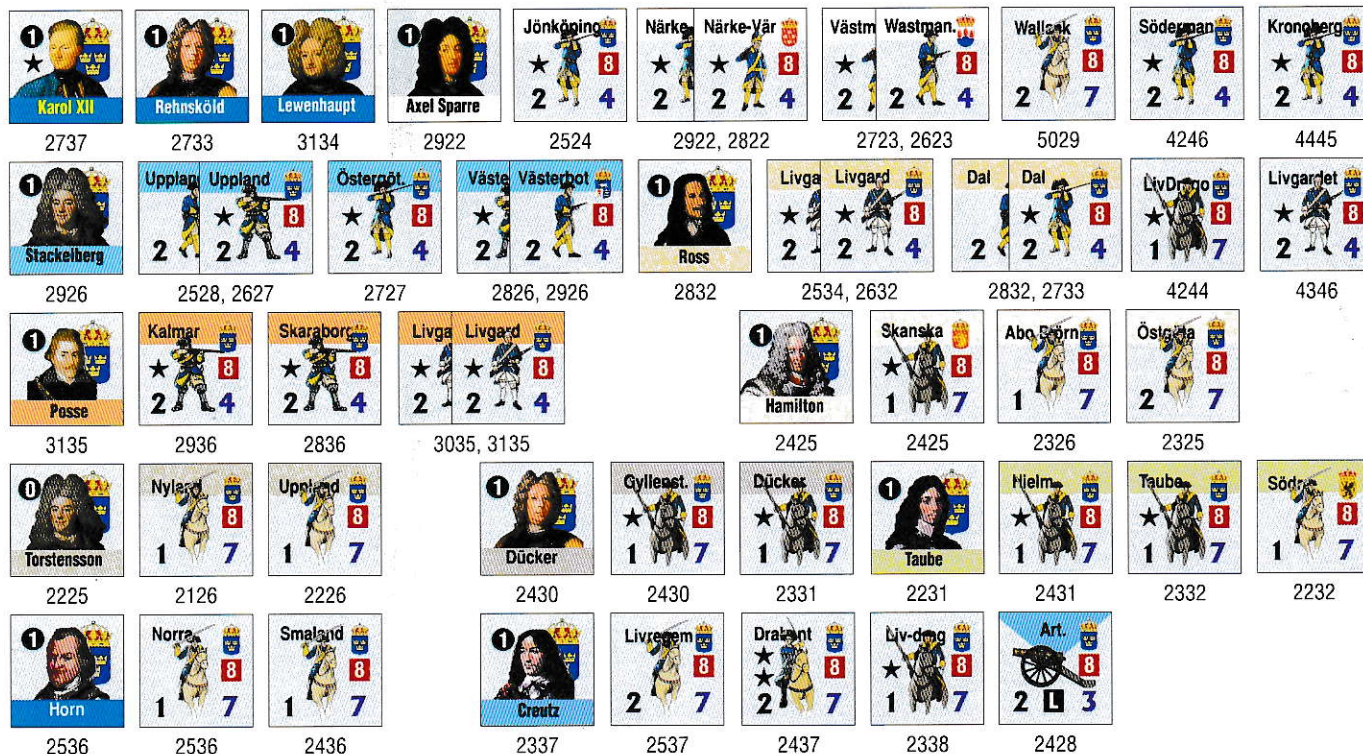 1 Karol XII 1 Rehnsköld 1 Lewenhaupt 1 Axel Sparre Jönköping 8 2 4 Närke Närke-Vär 8 2 2 4 Västm Wastman. 8 2 2 4 Wallack 8 2 7 Söderman 8 2 4 Kronoberg 8 2 4
2737 2733 3134 2922 2524 2922, 2822 2723, 2623 5029 4246 4445
1 Stackelberg Upplan Uppland 8 2 2 4 Östergöt. 8 2 4 Väste Västerbot 8 2 2 4 1 Ross Livga Livgard 8 2 2 4 Dal Dal 8 2 2 4 LivDrago 8 1 7 Livgardet 8 2 4
2926 2528, 2627 2727 2826, 2926 2832 2534, 2632 2832, 2733 4244 4346
1 Posse Kalmar 8 2 4 Skaraborg 8 2 4 Livga Livgard 8 2 2 4 1 Hamilton Skanska 8 1 7 Abo Björn 8 1 7 Östgöta 8 2 7
3135 2936 2836 3035, 3135 2425 2425 2326 2325
0 Torstensson Nyland 8 1 7 Uppland 8 1 7 1 Dücker Gyllenst. 8 1 7 Dücker 8 1 7 1 Taube Hjelm 8 1 7 Taube 8 1 7 Södr 8 1 7
2225 2126 2226 2430 2430 2331 2231 2431 2332 2232
1 Horn Norra 8 1 7 Smaland 8 1 7 1 Creutz Livregem 8 2 7 Drabant 8 2 7 Liv-drag 8 1 7 Art. 8 2 L 3
2536 2536 2436 2337 2537 2437 2338 2428